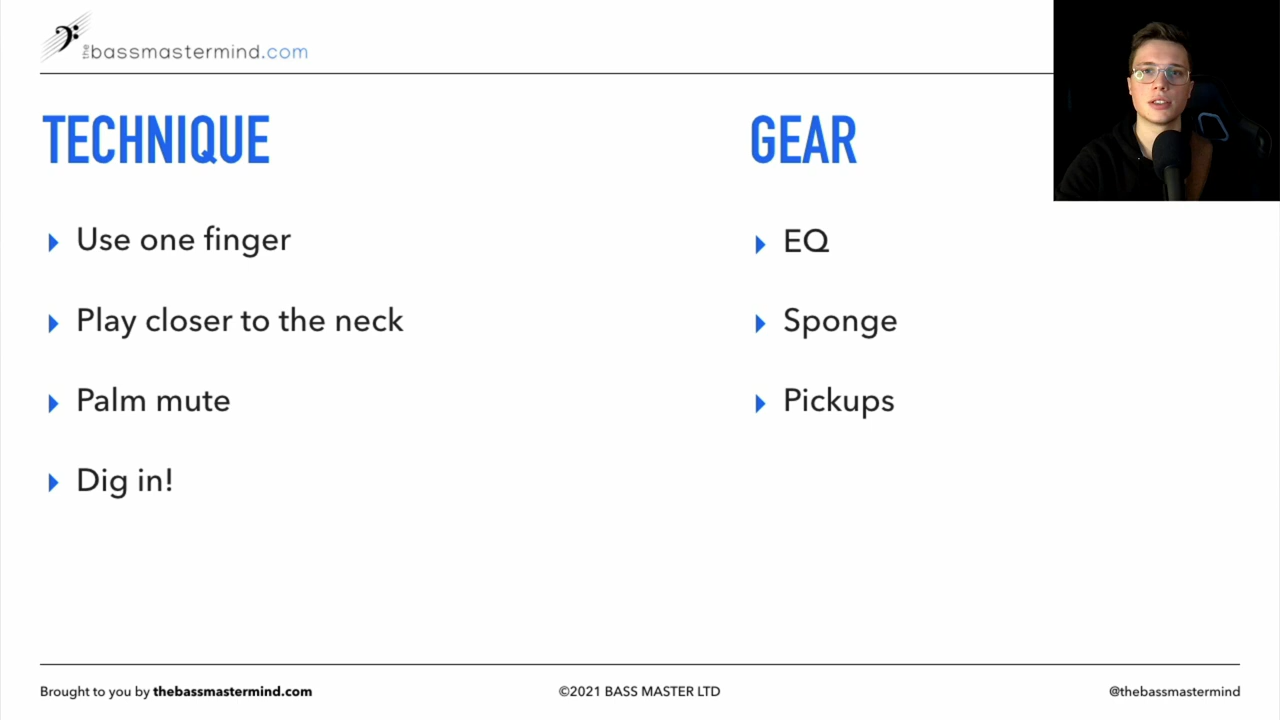 thebassmastermind.com
TECHNIQUE
Use one finger
Play closer to the neck
Palm mute
Dig in!
GEAR
EQ
Sponge
Pickups
Brought to you by thebassmastermind.com
©2021 BASS MASTER LTD
@thebassmastermind